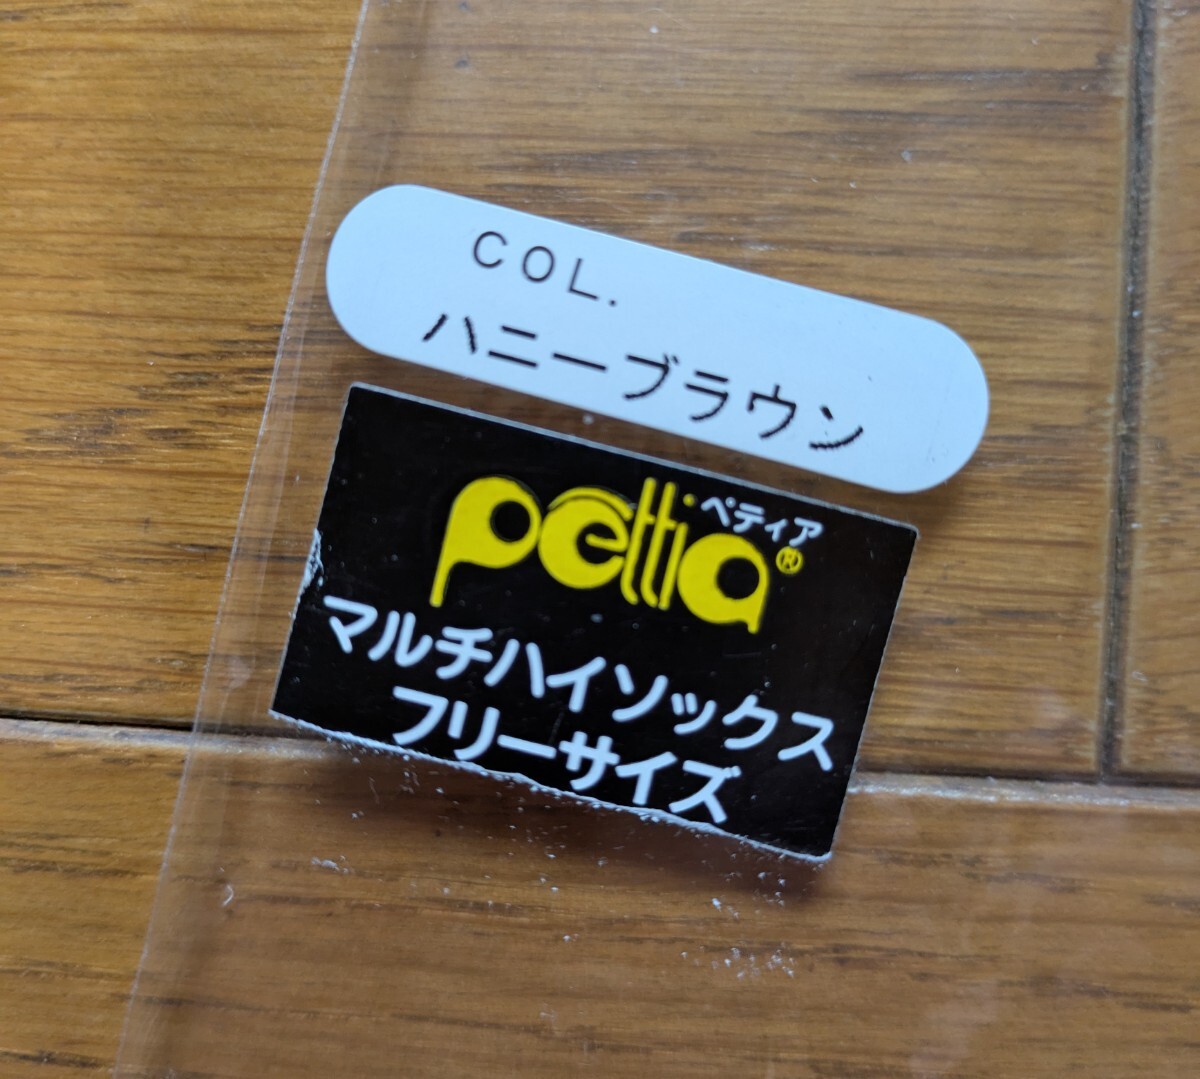 COL.
ハニーブラウン
ペティア
pettia®
マルチハイソックス
フリーサイズ